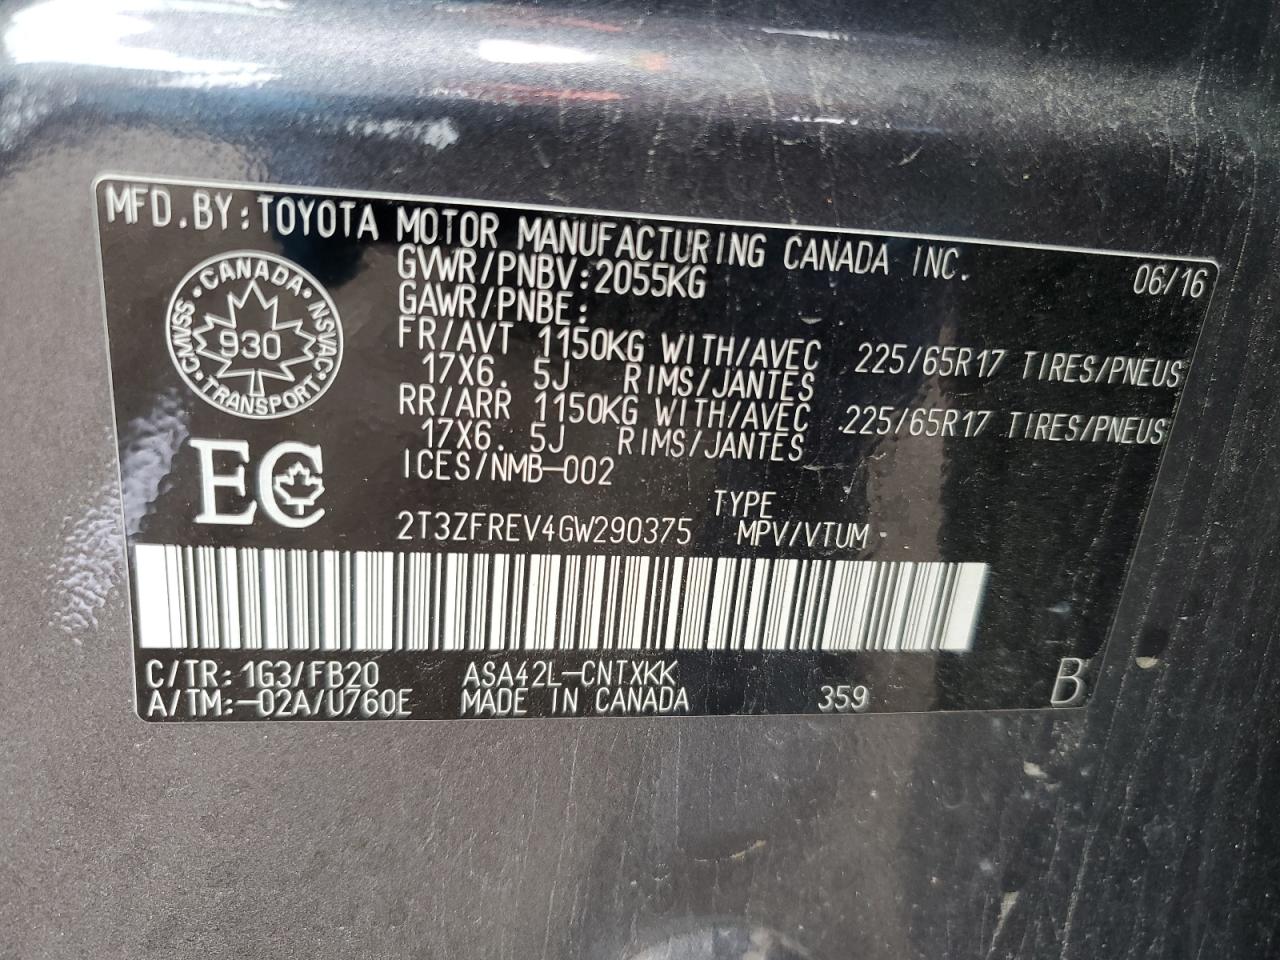 MFD.BY:TOYOTA MOTOR MANUFACTURING CANADA INC.
06/16
GVWR/PNBV:2055KG
GAWR/PNBE:
FR/AVT 1150KG WITH/AVEC 225/65R17 TIRES/PNEUS
17X6. 5J RIMS/JANTES
RR/ARR 1150KG WITH/AVEC 225/65R17 TIRES/PNEUS
17X6. 5J RIMS/JANTES
ICES/NMB-002
CANADA
CMVSS
NSVAC
930
TRANSPORT
EC
TYPE
2T3ZFREV4GW290375 MPV/VTUM
C/TR: 1G3/FB20 ASA42L-CNTXKK
A/TM:-02A/U760E MADE IN CANADA 359 B